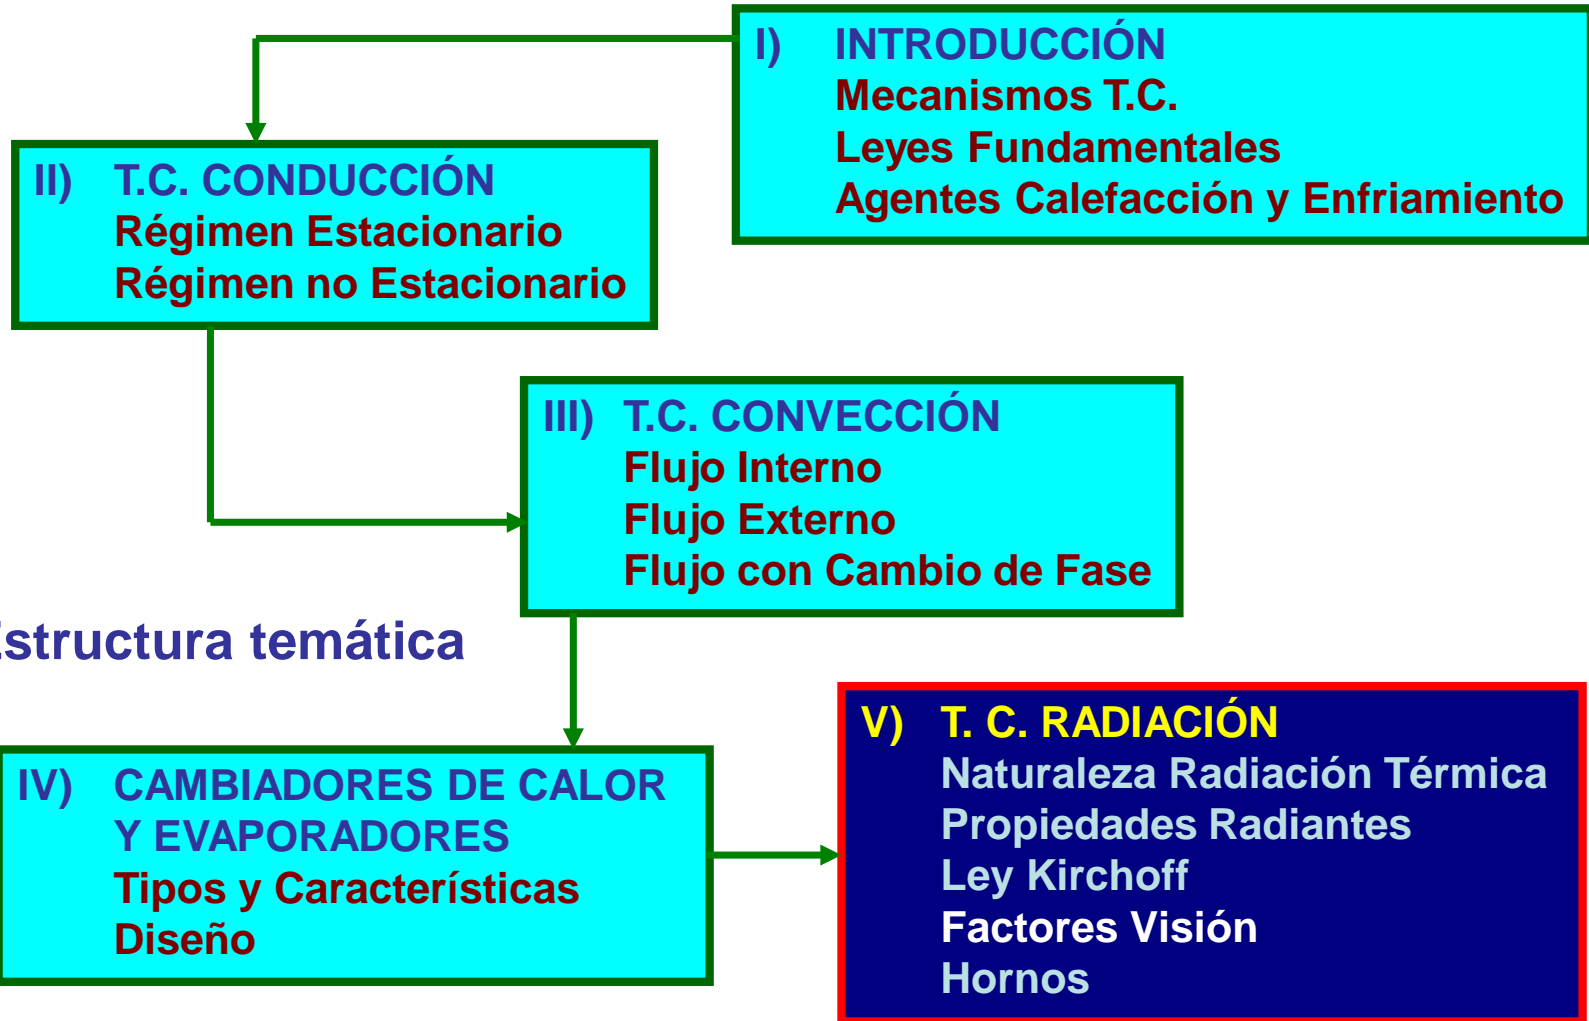 I) INTRODUCCIÓN
Mecanismos T.C.
Leyes Fundamentales
Agentes Calefacción y Enfriamiento
II) T.C. CONDUCCIÓN
Régimen Estacionario
Régimen no Estacionario
III) T.C. CONVECCIÓN
Flujo Interno
Flujo Externo
Flujo con Cambio de Fase
Estructura temática
IV) CAMBIADORES DE CALOR
Y EVAPORADORES
Tipos y Características
Diseño
V) T. C. RADIACIÓN
Naturaleza Radiación Térmica
Propiedades Radiantes
Ley Kirchoff
Factores Visión
Hornos